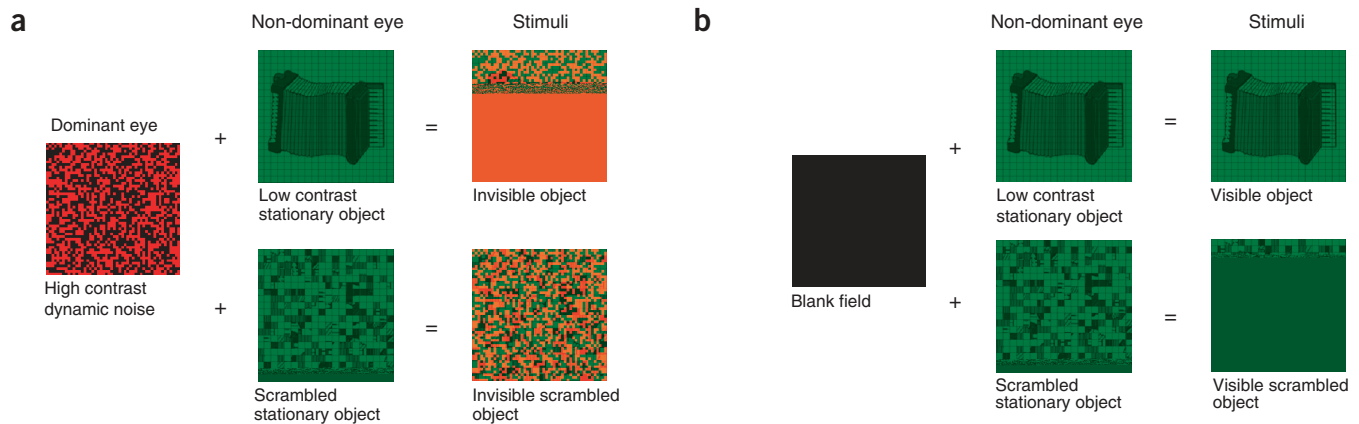 a
Non-dominant eye
Stimuli
Dominant eye
+
=
Low contrast
stationary object
Invisible object
High contrast
dynamic noise
+
=
Scrambled
stationary object
Invisible scrambled
object
b
Non-dominant eye
Stimuli
+
=
Low contrast
stationary object
Visible object
Blank field
+
=
Scrambled
stationary object
Visible scrambled
object